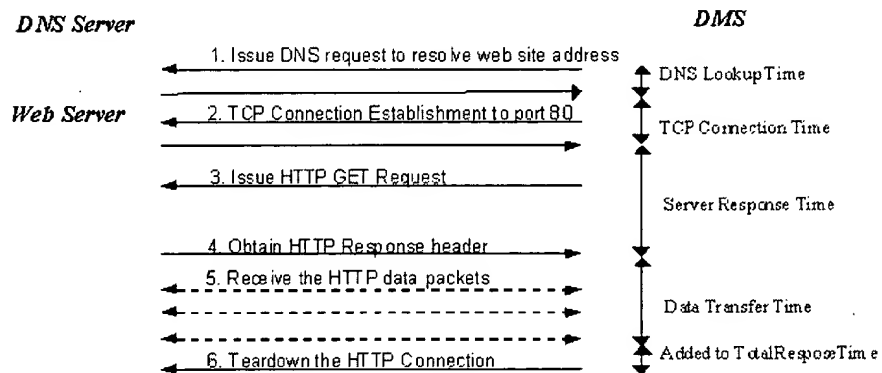 DNS Server
DMS
1. Issue DNS request to resolve web site address
DNS Lookup Time
Web Server
2. TCP Connection Establishment to port 80
TCP Connection Time
3. Issue HTTP GET Request
Server Response Time
4. Obtain HTTP Response header
5. Receive the HTTP data packets
Data Transfer Time
6. Teardown the HTTP Connection
Added to TotalResposeTime